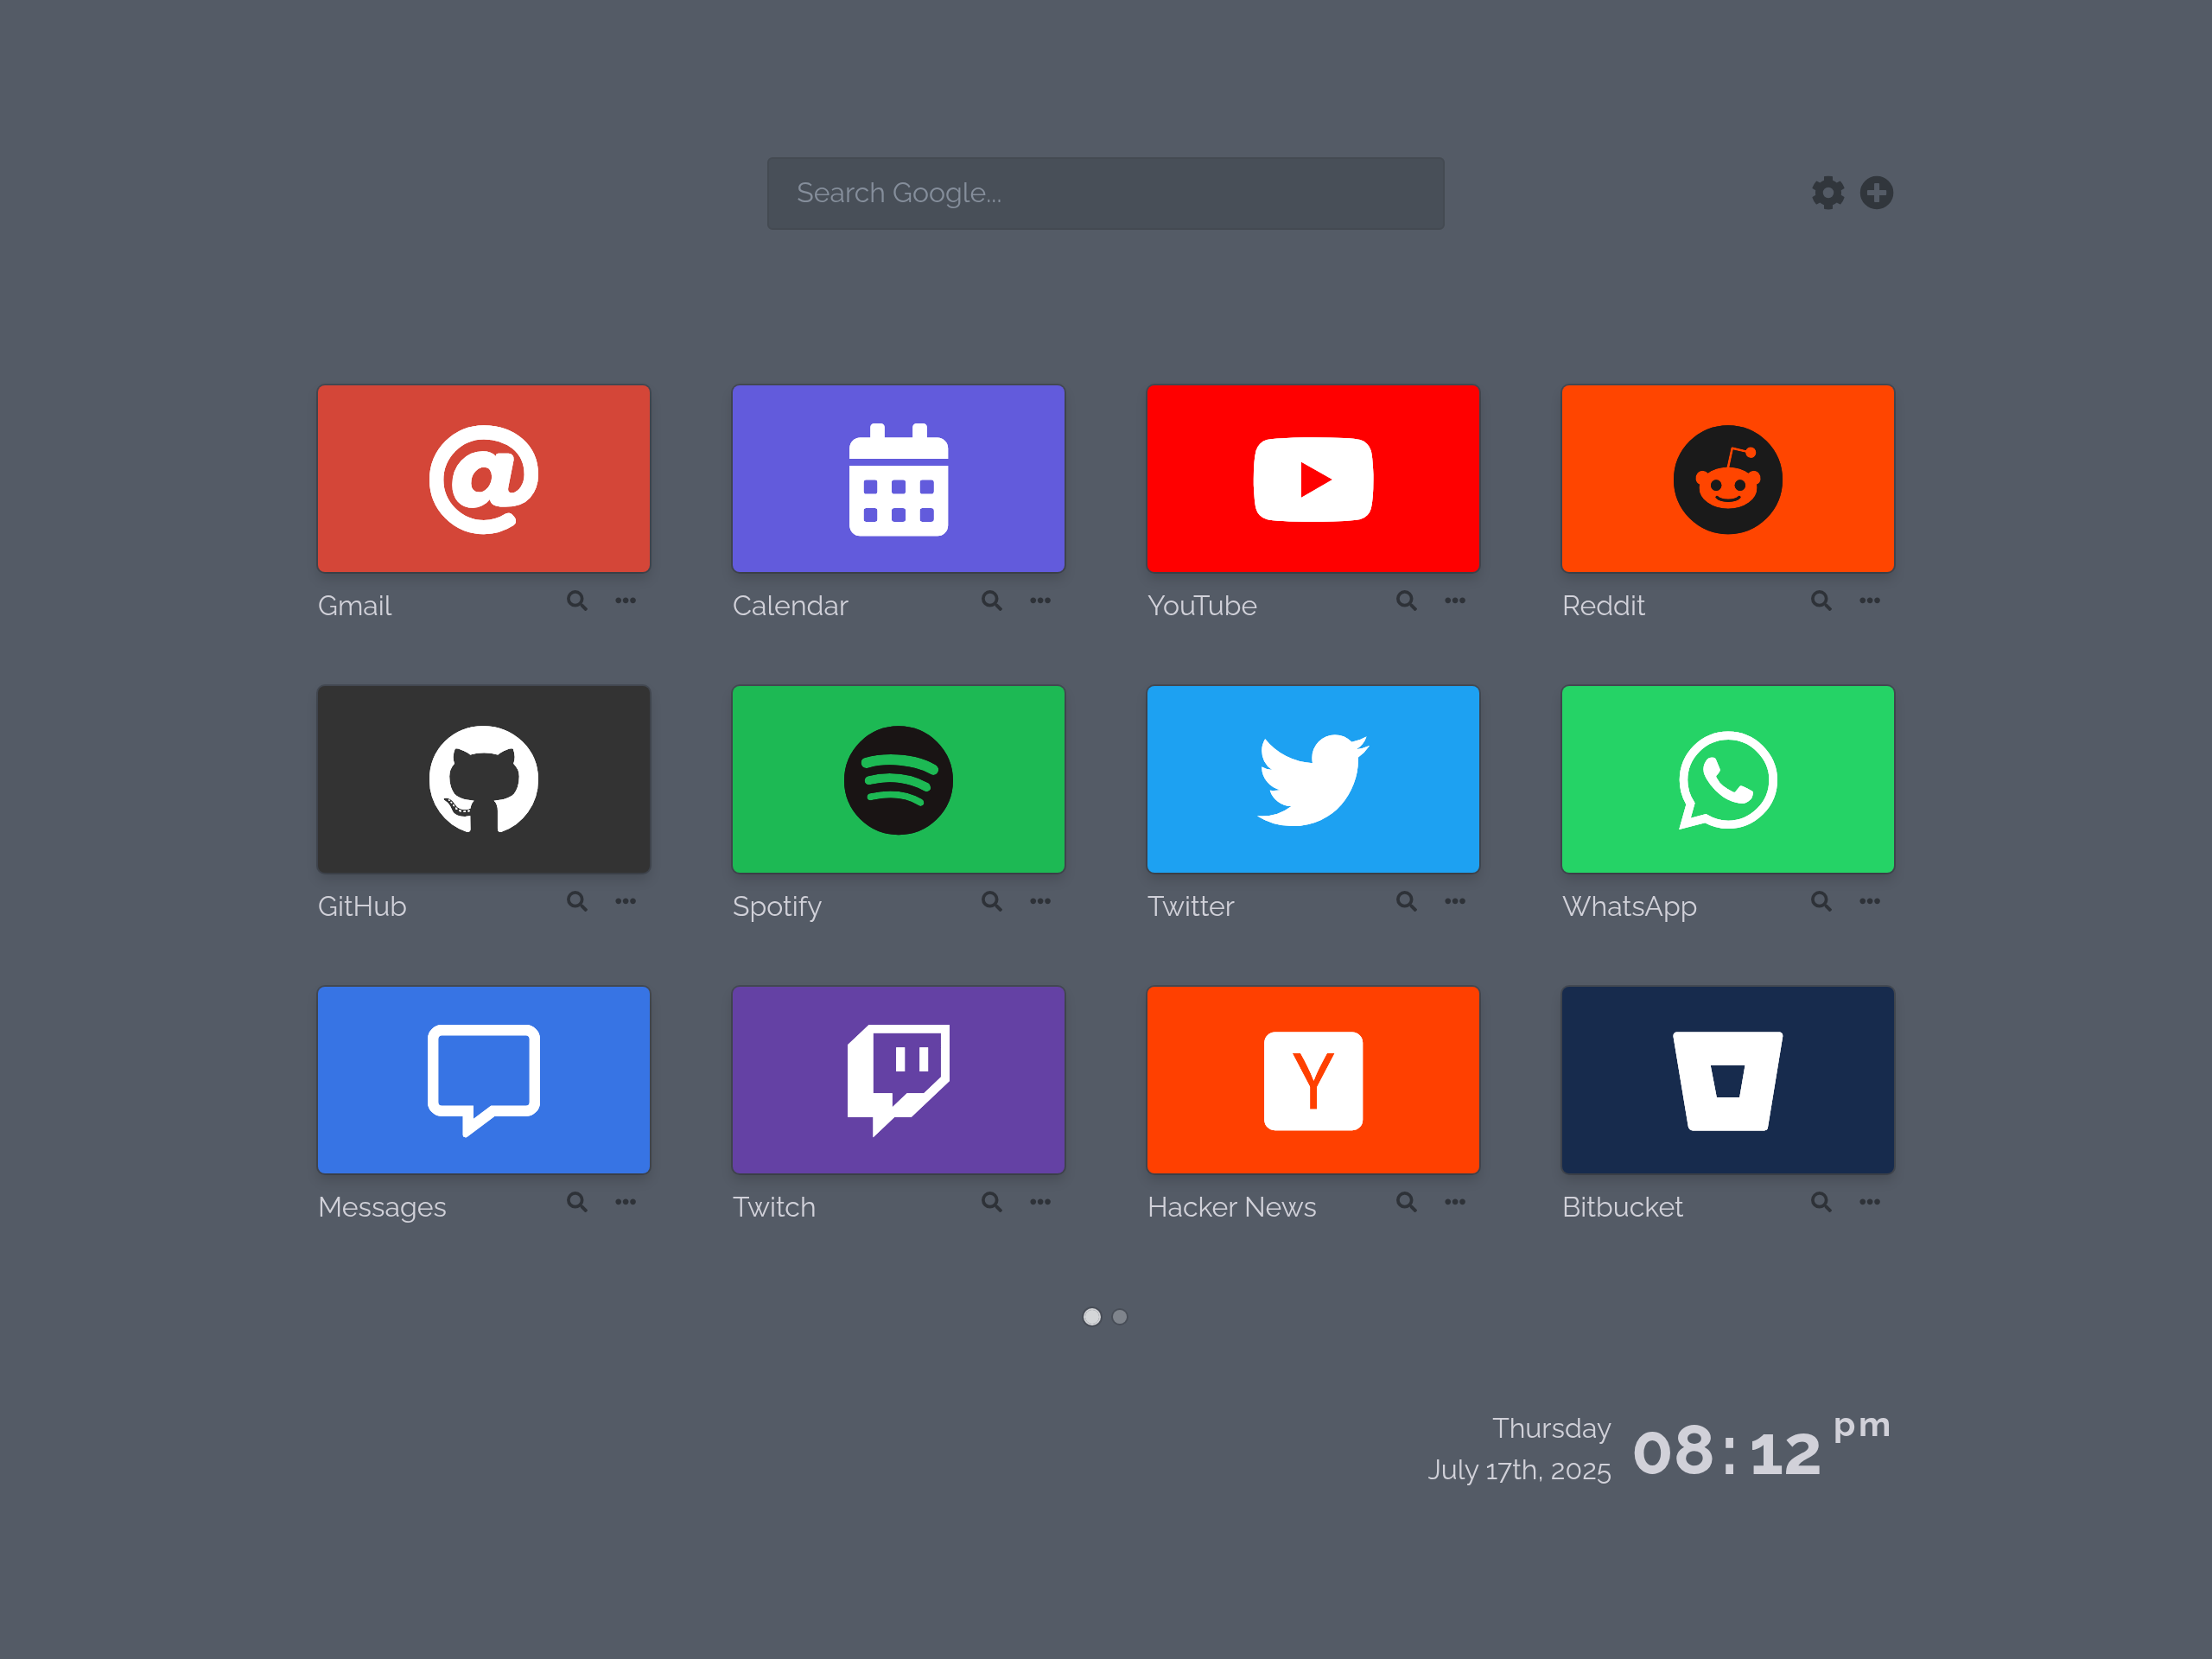 Search Google...
Gmail
Calendar
YouTube
Reddit
GitHub
Spotify
Twitter
WhatsApp
Y
Messages
Twitch
Hacker News
Bitbucket
Thursday
July 17th, 2025
08:12 pm